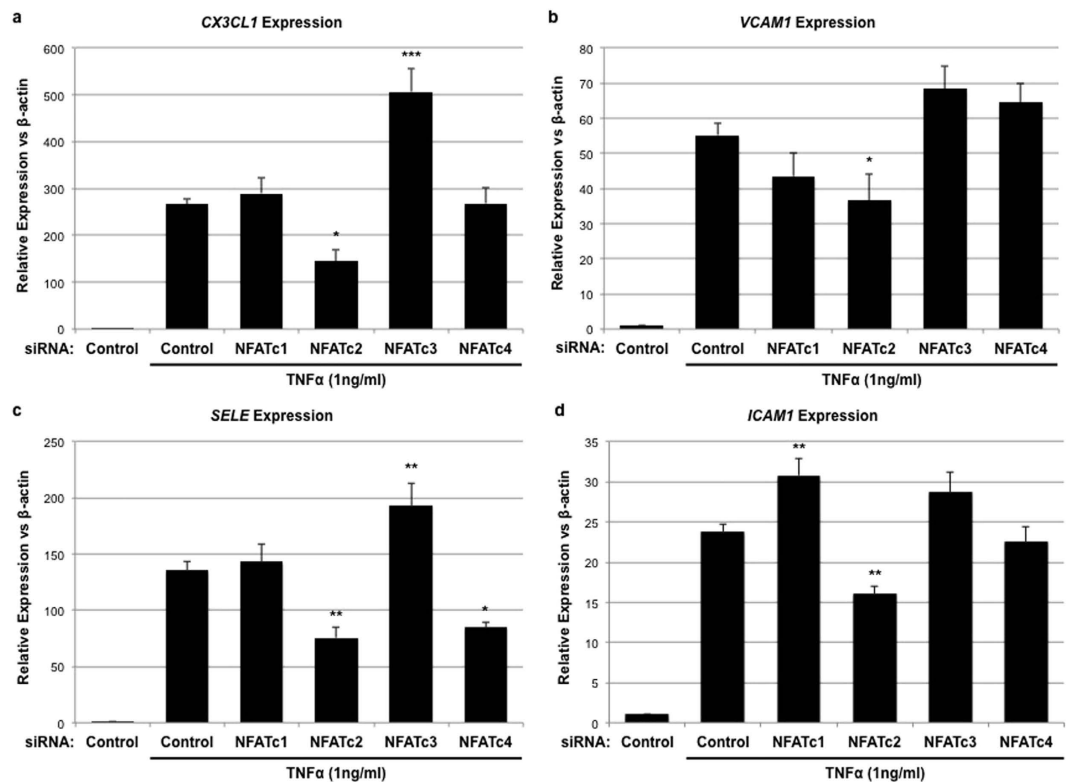 a
CX3CL1 Expression
Relative Expression vs β-actin
600
***
500
400
300
200
*
100
0
siRNA: Control Control NFATc1 NFATc2 NFATc3 NFATc4
TNFα (1ng/ml)
b
VCAM1 Expression
Relative Expression vs β-actin
80
70
60
50
*
40
30
20
10
0
Control Control NFATc1 NFATc2 NFATc3 NFATc4
TNFα (1ng/ml)
c
SELE Expression
Relative Expression vs β-actin
250
**
200
150
100
**
*
50
0
siRNA: Control Control NFATc1 NFATc2 NFATc3 NFATc4
TNFα (1ng/ml)
d
ICAM1 Expression
Relative Expression vs β-actin
35
**
30
25
20
**
15
10
5
0
siRNA: Control Control NFATc1 NFATc2 NFATc3 NFATc4
TNFα (1ng/ml)